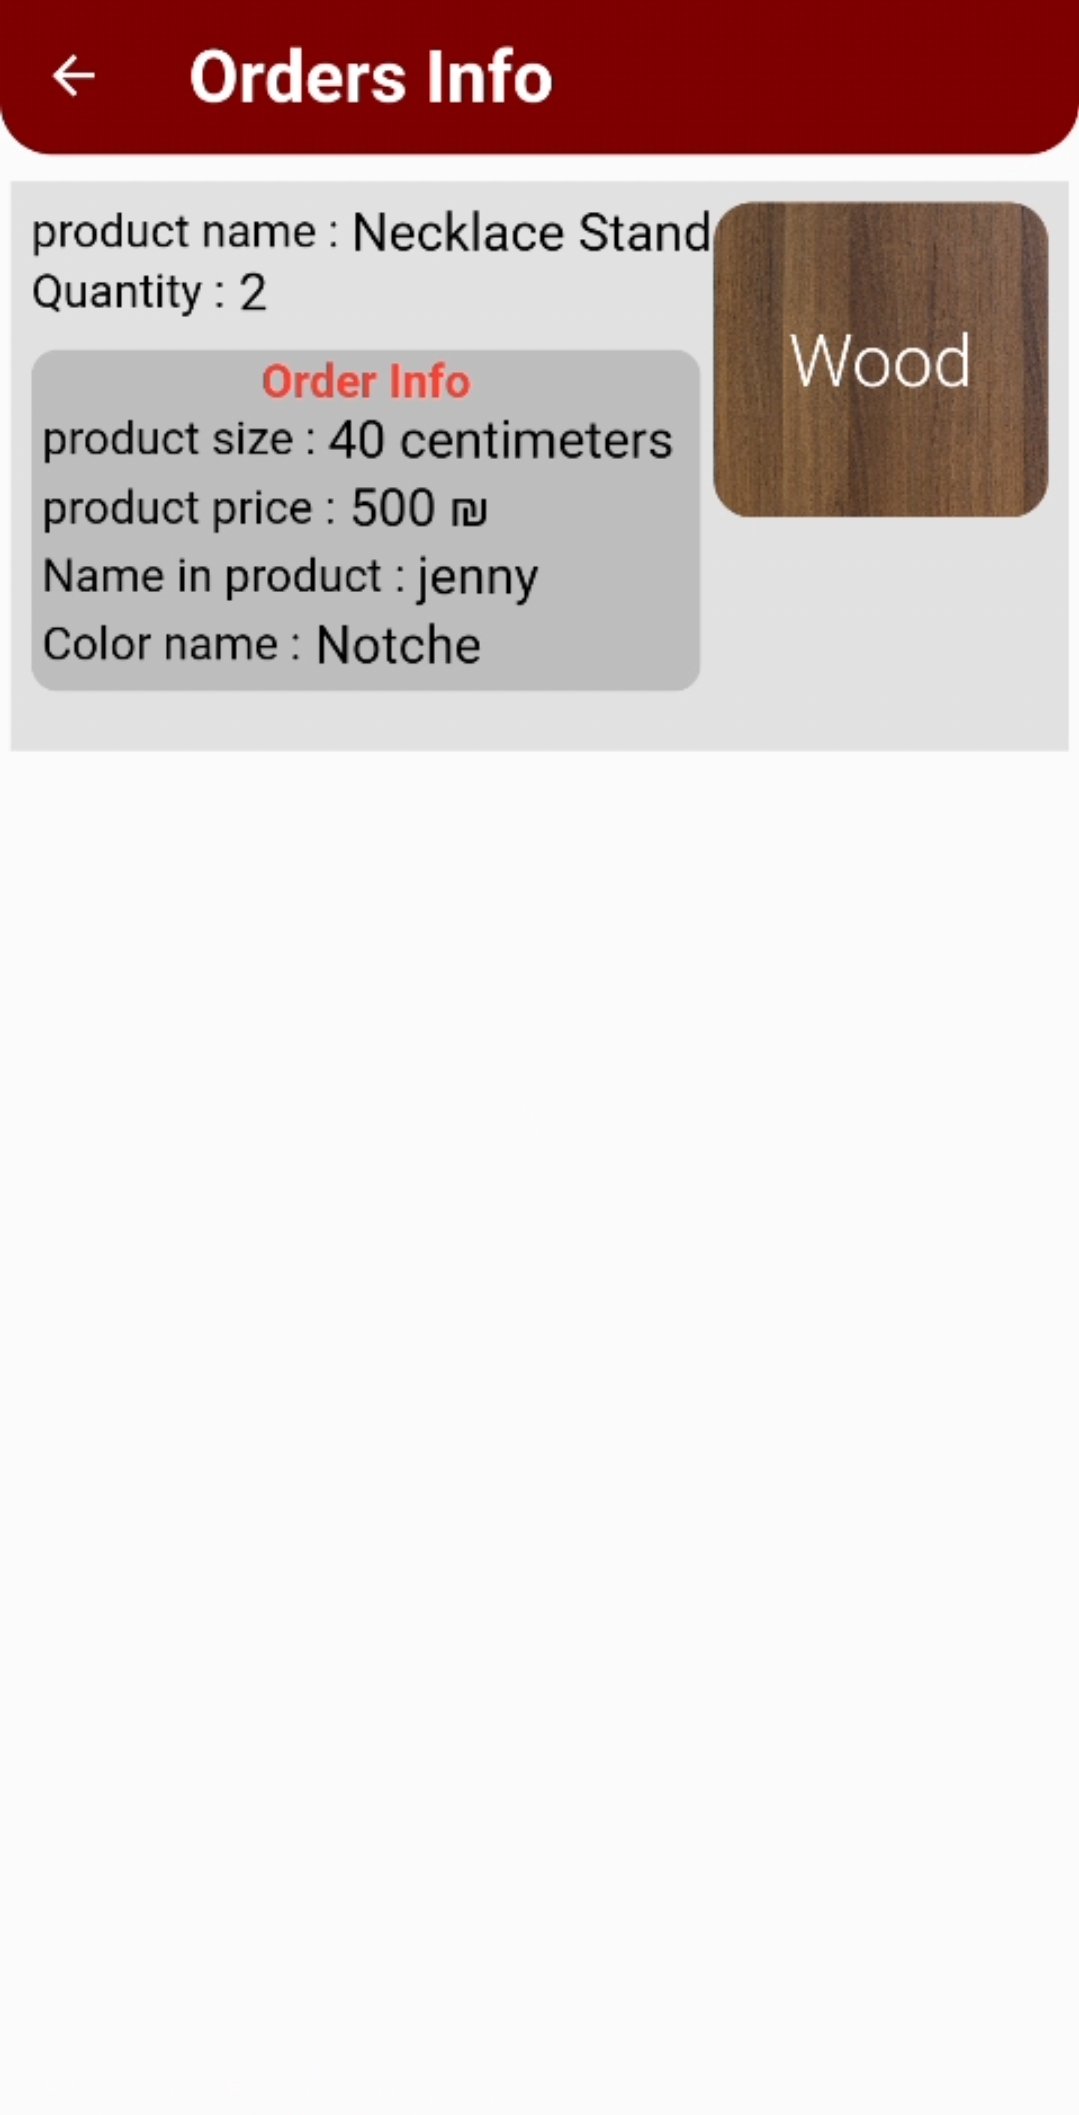 Orders Info
product name : Necklace Stand
Quantity : 2
Wood
Order Info
product size : 40 centimeters
product price : 500 ₪
Name in product : jenny
Color name : Notche